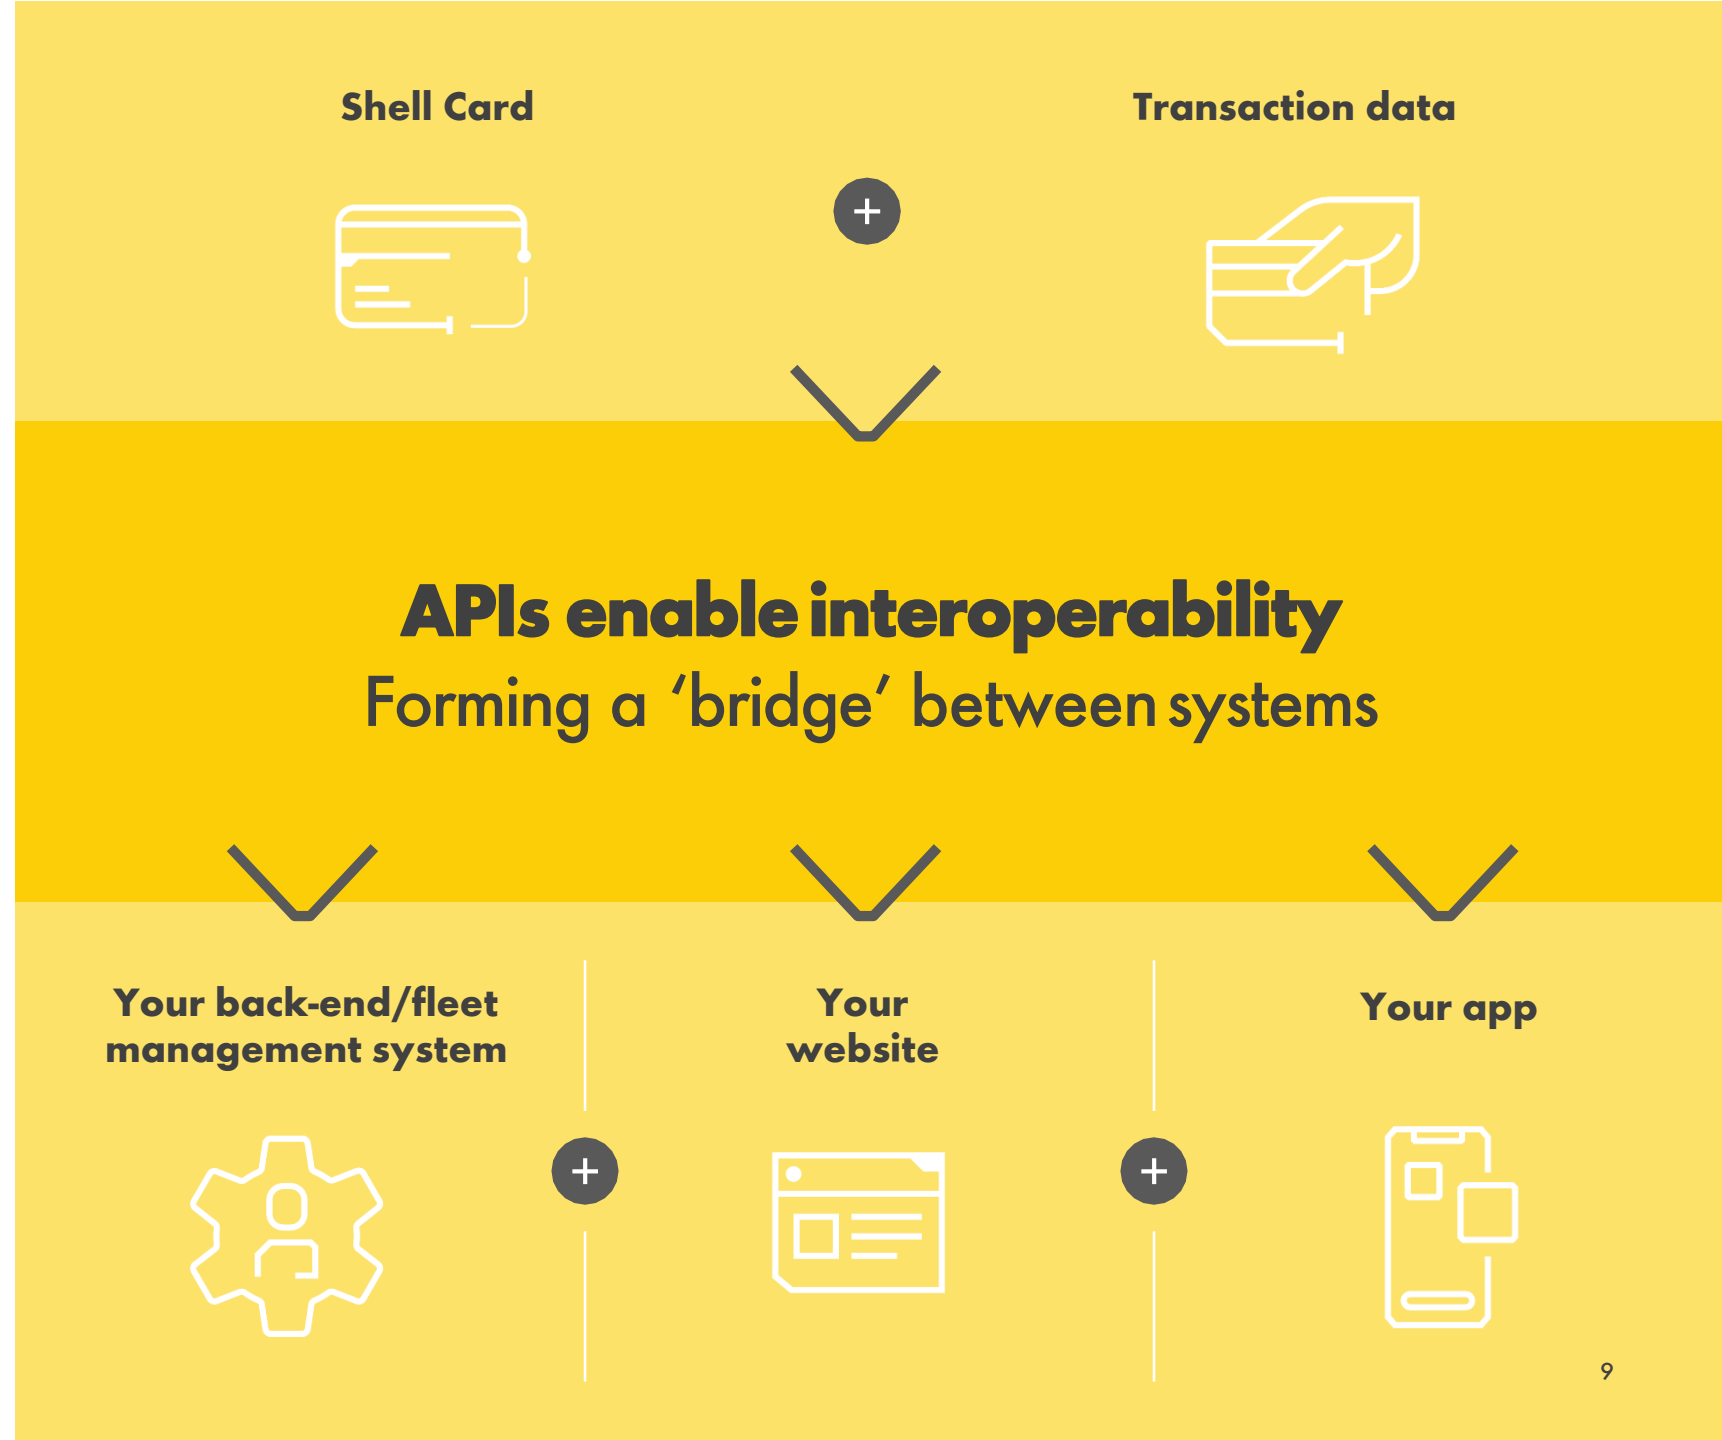 Shell Card
Transaction data
+
APIs enable interoperability
Forming a ‘bridge’ between systems
Your back-end/fleet
management system
+
Your
website
+
Your app
9